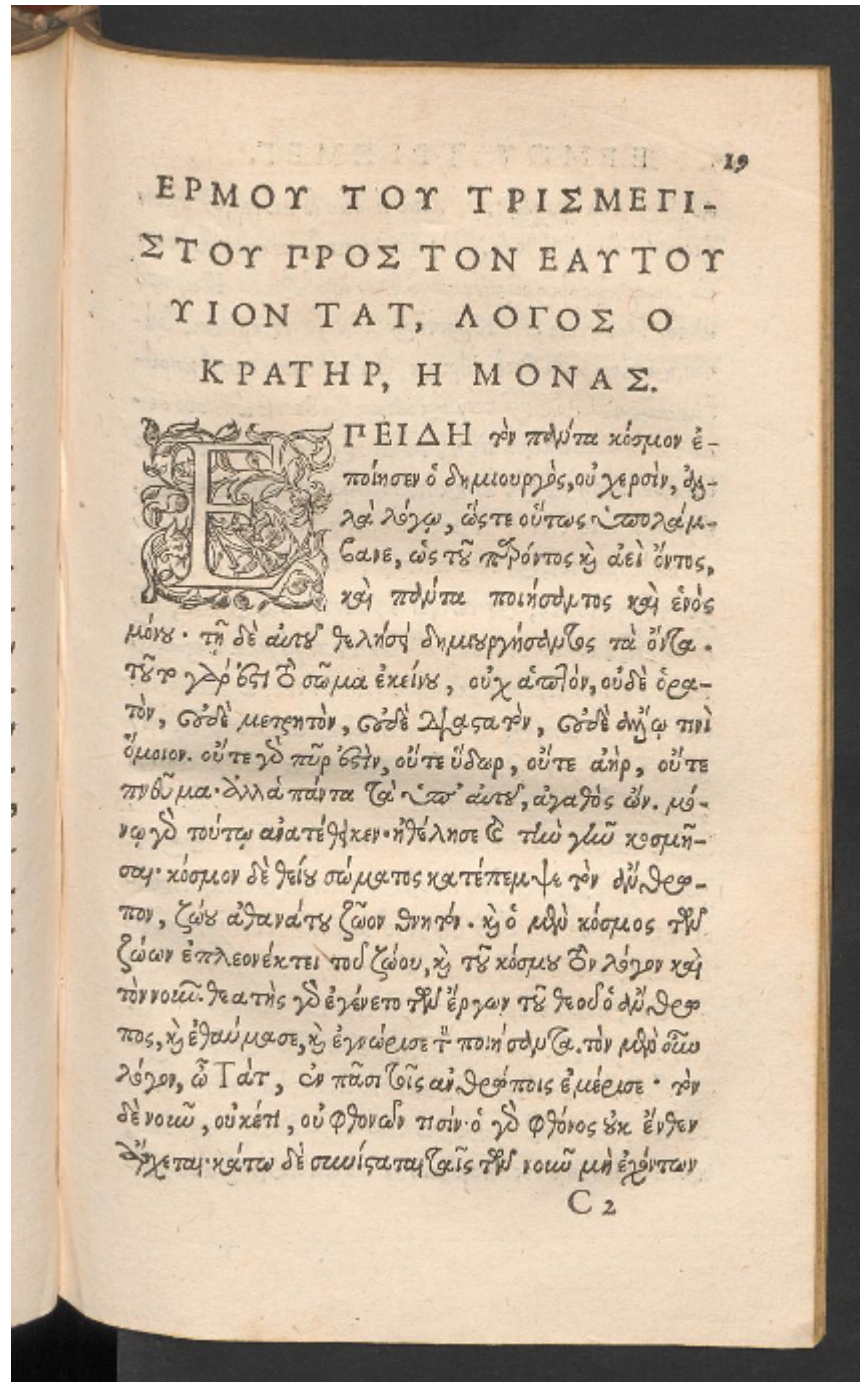 19
ΕΡΜΟΥ ΤΟΥ ΤΡΙΣΜΕΓΙ-
ΣΤΟΥ ΠΡΟΣ ΤΟΝ ΕΑΥΤΟΥ
ΥΙΟΝ ΤΑΤ, ΛΟΓΟΣ Ο
ΚΡΑΤΗΡ, Η ΜΟΝΑΣ.
ΕΠΕΙΔΗ τὸν πάντα κόσμον ἐ-
ποίησεν ὁ δημιουργὸς, οὐ χερσὶν, ἀλ-
λὰ λόγῳ, ὥςτε οὕτως ὑπολάμ-
βανε, ὡς τοῦ παρόντος καὶ ἀεὶ ὄντος,
καὶ πάντα ποιήσαντος καὶ ἑνὸς
μόνου· τῇ δὲ αὐτοῦ θελήσει δημιουργήσαντος τὰ ὄντα.
τοῦτο γάρ ἐστι τὸ σῶμα ἐκείνου, οὐχ ἁπτὸν, οὐδὲ ὁρα-
τὸν, οὐδὲ μετρητὸν, οὐδὲ διαστατὸν, οὐδὲ ἄλλῳ τινὶ
ὅμοιον. οὔτε γὰρ πῦρ ἐστὶν, οὔτε ὕδωρ, οὔτε ἀὴρ, οὔτε
πνεῦμα· ἀλλὰ πάντα τὰ ὑπ' αὐτοῦ, ἀγαθὸς ὤν. μό-
νῳ γὰρ τούτῳ ἀνατέθεικεν· ἠθέλησε καὶ τὴν γῆν κοσμῆ-
σαι· κόσμον δὲ θείου σώματος κατέπεμψε τὸν ἄνθρω-
πον, ζώου ἀθανάτου ζῶον θνητόν. καὶ ὁ μὲν κόσμος τῶν
ζώων ἐπλεονέκτει τοῦ ζώου, καὶ τοῦ κόσμου τὸν λόγον καὶ
τὸν νοῦν. θεατὴς γὰρ ἐγένετο τῶν ἔργων τοῦ θεοῦ ὁ ἄνθρω
πος, καὶ ἐθαύμασε, καὶ ἐγνώρισε τὸν ποιήσαντα. τὸν μὲν οὖν
λόγον, ὦ Τὰτ, ἐν πᾶσι τοῖς ἀνθρώποις ἐμέρισε· τὸν
δὲ νοῦν, οὐκέτι, οὐ φθονῶν τισίν· ὁ γὰρ φθόνος οὐκ ἔνθεν
ἄρχεται· κάτω δὲ συνίσταται ταῖς τῶν νοῦν μὴ ἐχόντων
C 2